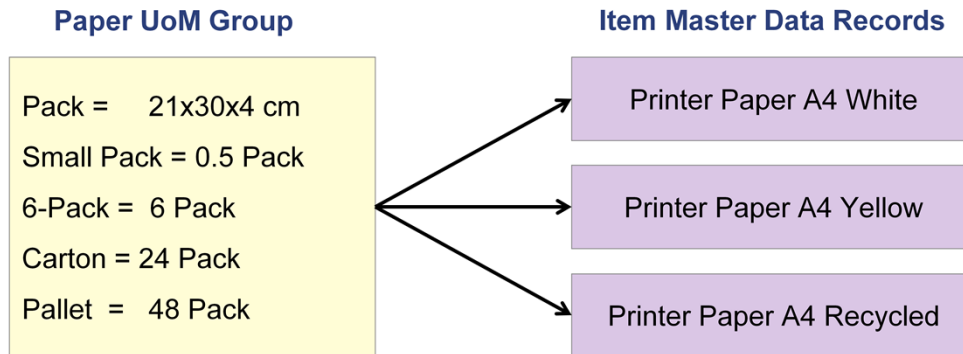 Paper UoM Group
Pack = 21x30x4 cm
Small Pack = 0.5 Pack
6-Pack = 6 Pack
Carton = 24 Pack
Pallet = 48 Pack
Item Master Data Records
Printer Paper A4 White
Printer Paper A4 Yellow
Printer Paper A4 Recycled